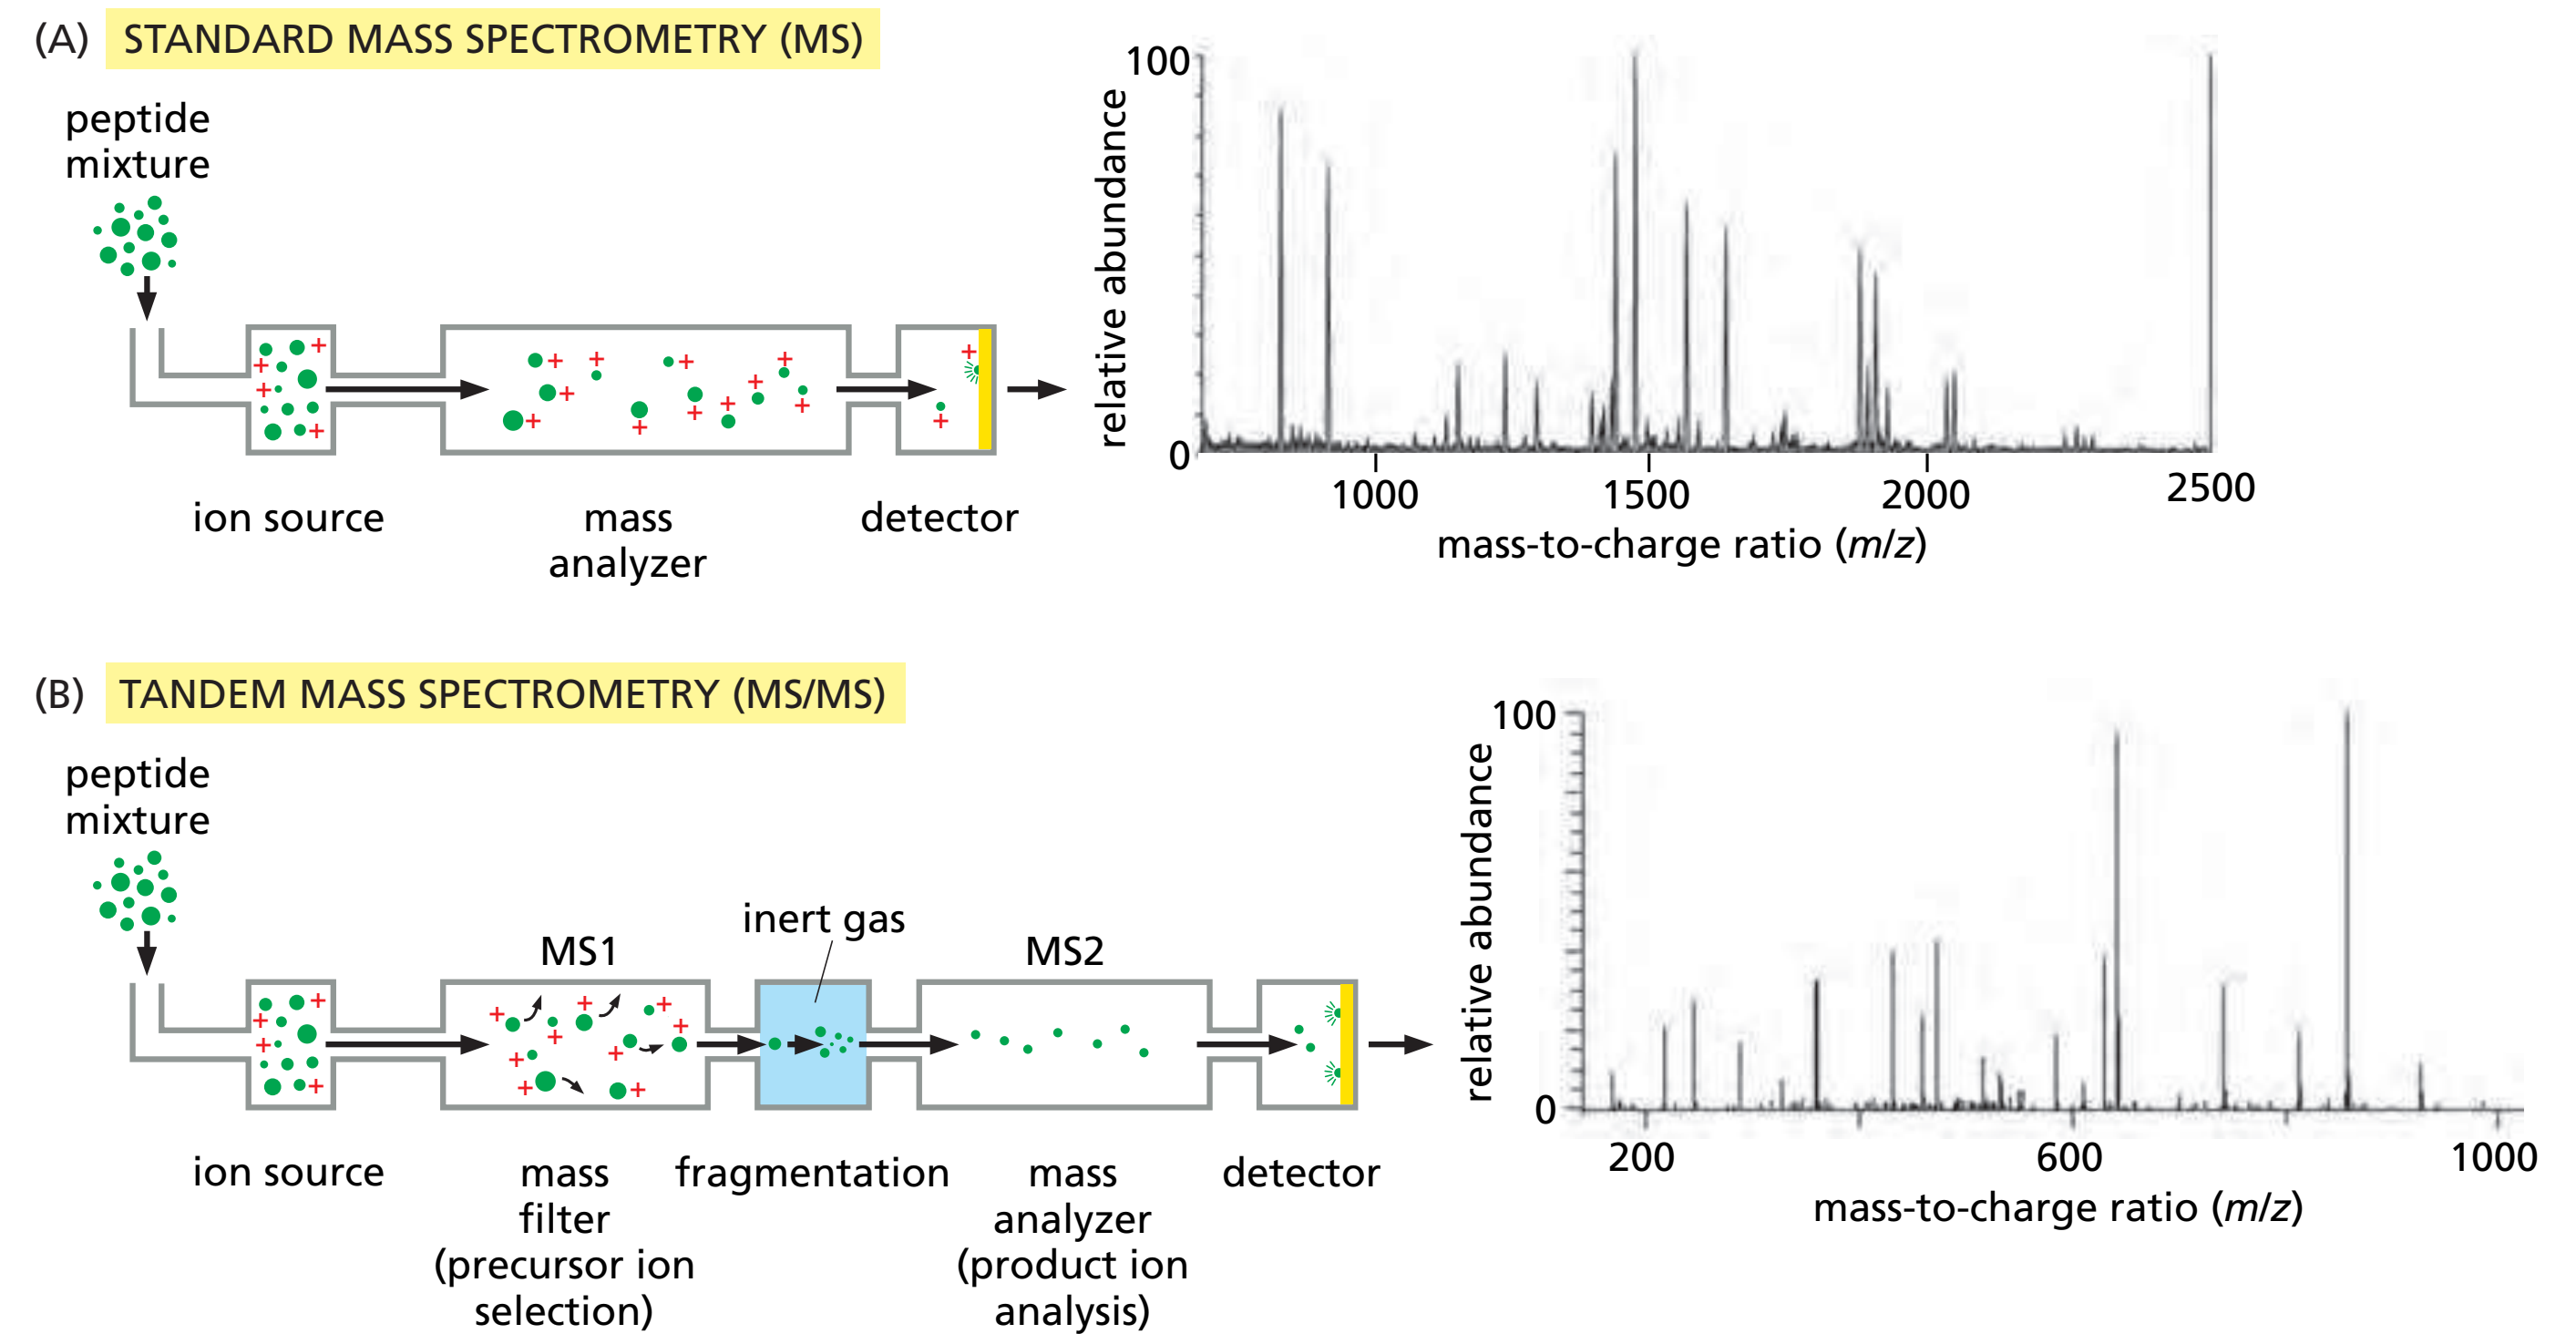 (A) STANDARD MASS SPECTROMETRY (MS)
peptide
mixture
ion source
mass
analyzer
detector
relative abundance
100
0
1000
1500
2000
2500
mass-to-charge ratio (m/z)
(B) TANDEM MASS SPECTROMETRY (MS/MS)
peptide
mixture
MS1
inert gas
MS2
ion source
mass
filter
(precursor ion
selection)
fragmentation
mass
analyzer
(product ion
analysis)
detector
relative abundance
100
0
200
600
1000
mass-to-charge ratio (m/z)